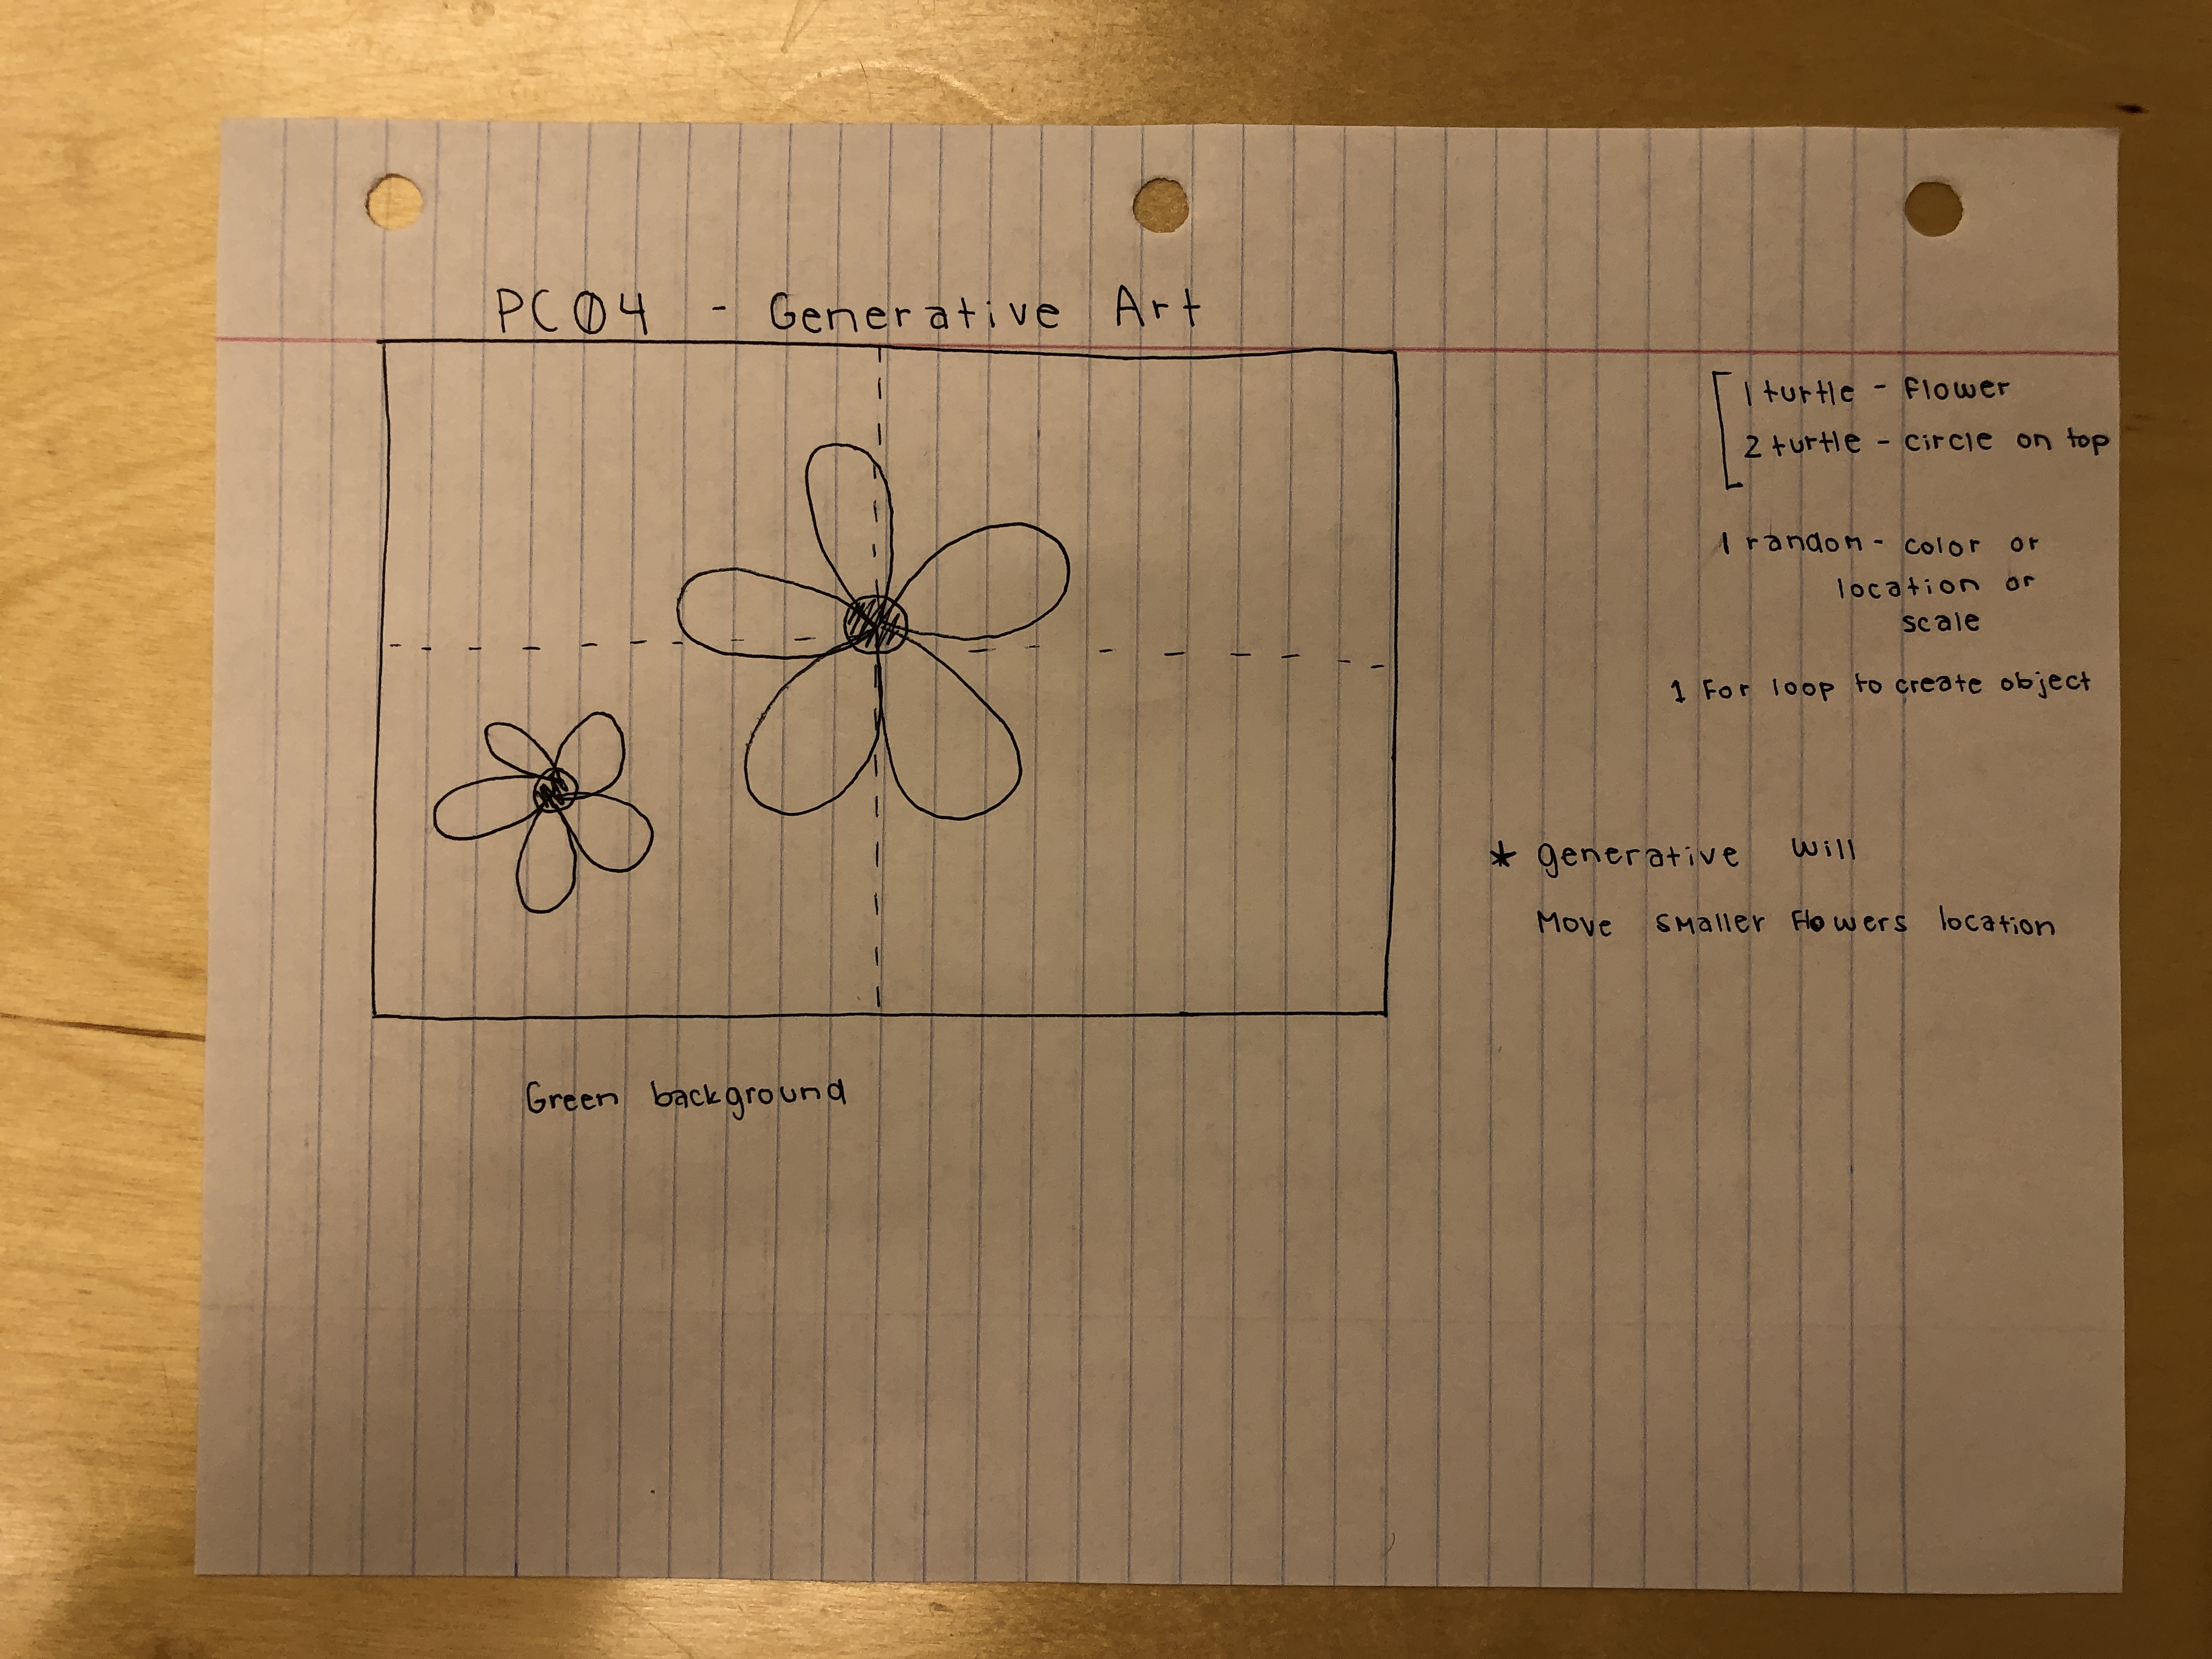 PC04 - Generative Art
1 turtle - flower
2 turtle - circle on top
1 random - color or
location or
scale
1 for loop to create object
* generative will
move smaller flowers location
Green background